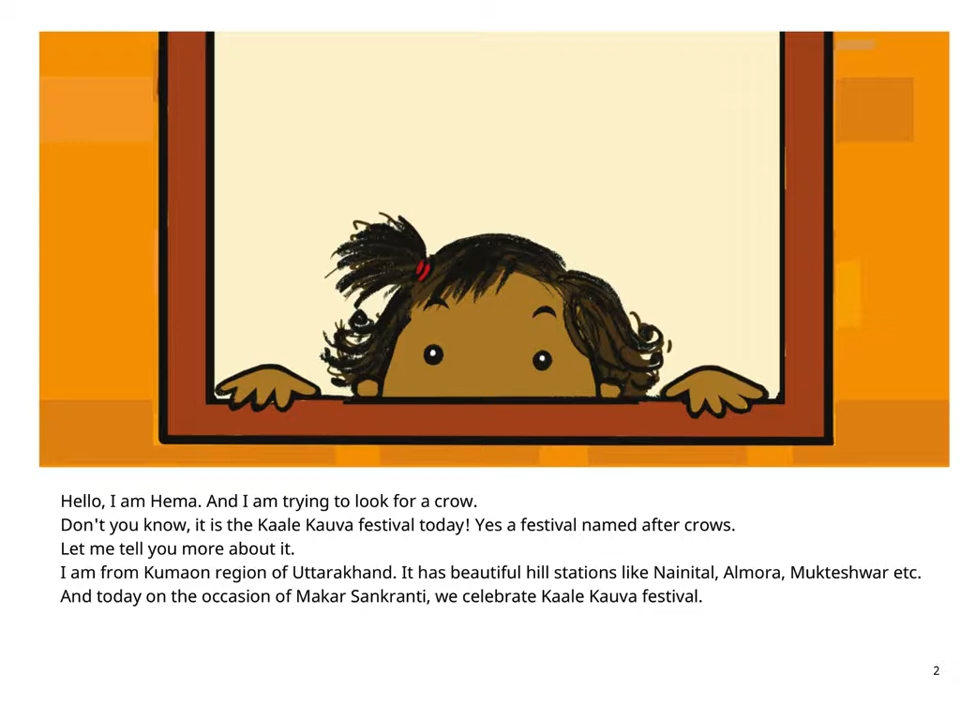 Hello, I am Hema. And I am trying to look for a crow.
Don't you know, it is the Kaale Kauva festival today! Yes a festival named after crows.
Let me tell you more about it.
I am from Kumaon region of Uttarakhand. It has beautiful hill stations like Nainital, Almora, Mukteshwar etc.
And today on the occasion of Makar Sankranti, we celebrate Kaale Kauva festival.
2